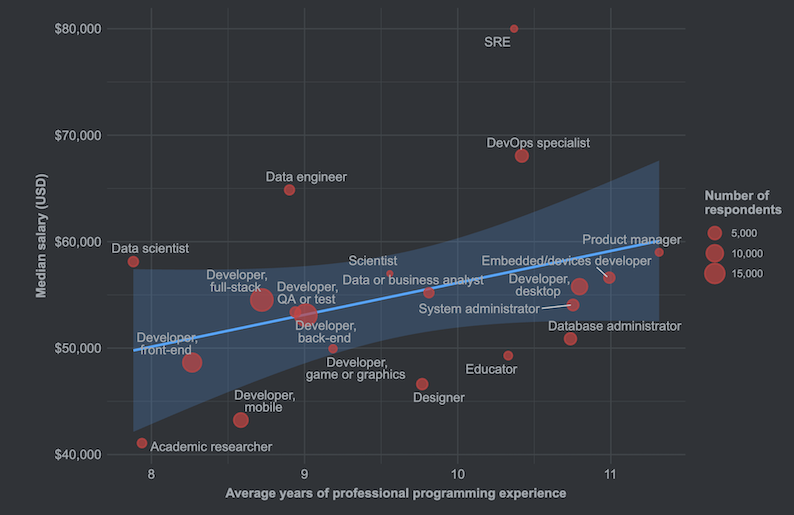 $80,000
SRE
$70,000
DevOps specialist
Data engineer
Number of
respondents
5,000
10,000
15,000
Median salary (USD)
$60,000
Product manager
Data scientist
Scientist
Embedded/devices developer
Developer,
full-stack
Data or business analyst
Developer,
desktop
Developer,
QA or test
System administrator
Developer,
back-end
Database administrator
Developer,
front-end
$50,000
Developer,
game or graphics
Educator
Developer,
mobile
Designer
Academic researcher
$40,000
8
9
10
11
Average years of professional programming experience